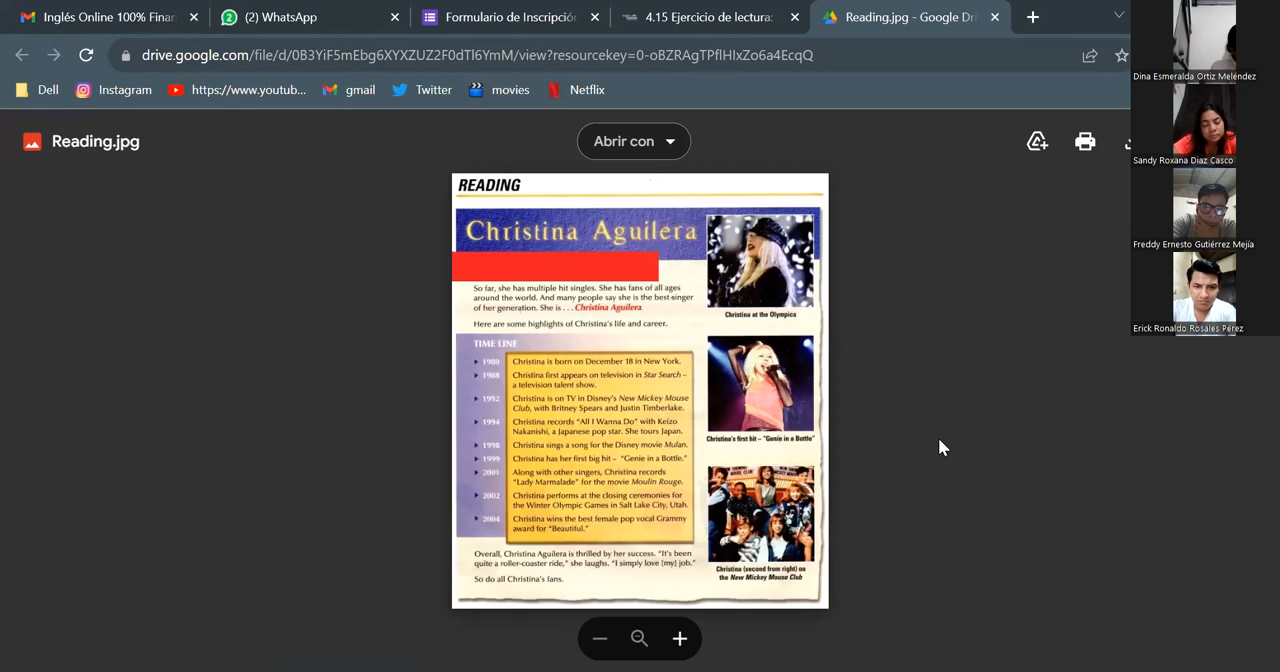 Inglés Online 100% Finan
(2) WhatsApp
Formulario de Inscripción
4.15 Ejercicio de lectura:
Reading.jpg - Google Dri
drive.google.com/file/d/0B3YiF5mEbg6XYXZUZ2F0dTl6YmM/view?resourcekey=0-oBZRAgTPflHIxZo6a4EcqQ
Dell
Instagram
https://www.youtub...
gmail
Twitter
movies
Netflix
Reading.jpg
Abrir con
READING
Christina Aguilera
So far, she has multiple hit singles. She has fans of all ages
around the world. And many people say she is the best singer
of her generation. She is . . . Christina Aguilera.
Here are some highlights of Christina's life and career.
TIME LINE
1980 Christina is born on December 18 in New York.
1988 Christina first appears on television in Star Search –
a television talent show.
1992 Christina is on TV in Disney's New Mickey Mouse
Club, with Britney Spears and Justin Timberlake.
1994 Christina records "All I Wanna Do" with Keizo
Nakanishi, a Japanese pop star. She tours Japan.
1998 Christina sings a song for the Disney movie Mulan.
1999 Christina has her first big hit – "Genie in a Bottle."
2001 Along with other singers, Christina records
"Lady Marmalade" for the movie Moulin Rouge.
2002 Christina performs at the closing ceremonies for
the Winter Olympic Games in Salt Lake City, Utah.
2004 Christina wins the best female pop vocal Grammy
award for "Beautiful."
Overall, Christina Aguilera is thrilled by her success. "It's been
quite a roller-coaster ride," she laughs. "I simply love [my] job."
So do all Christina's fans.
Christina at the Olympics
Christina's first hit – "Genie in a Bottle"
Christina (second from right) on
the New Mickey Mouse Club
Dina Esmeralda Ortiz Meléndez
Sandy Roxana Diaz Casco
Freddy Ernesto Gutiérrez Mejía
Erick Ronaldo Rosales Pérez